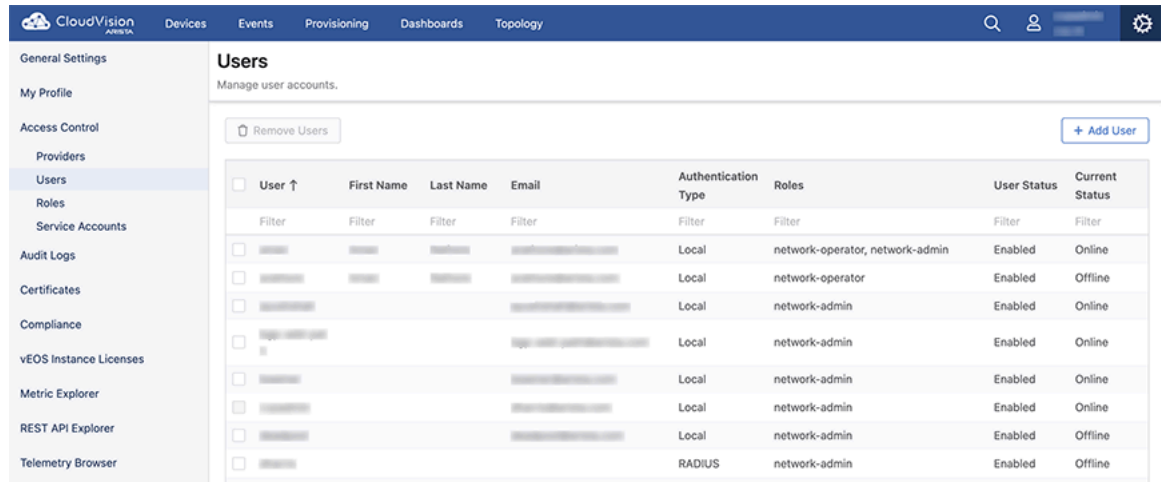 CloudVision
ARISTA
Devices Events Provisioning Dashboards Topology
General Settings
My Profile
Access Control
Providers
Users
Roles
Service Accounts
Audit Logs
Certificates
Compliance
vEOS Instance Licenses
Metric Explorer
REST API Explorer
Telemetry Browser
Users
Manage user accounts.
Remove Users
+ Add User
User ↑ First Name Last Name Email Authentication Type Roles User Status Current Status
Filter Filter Filter Filter Filter Filter Filter Filter
Local network-operator, network-admin Enabled Online
Local network-operator Enabled Offline
Local network-admin Enabled Online
Local network-admin Enabled Online
Local network-admin Enabled Online
Local network-admin Enabled Online
Local network-admin Enabled Offline
RADIUS network-admin Enabled Offline